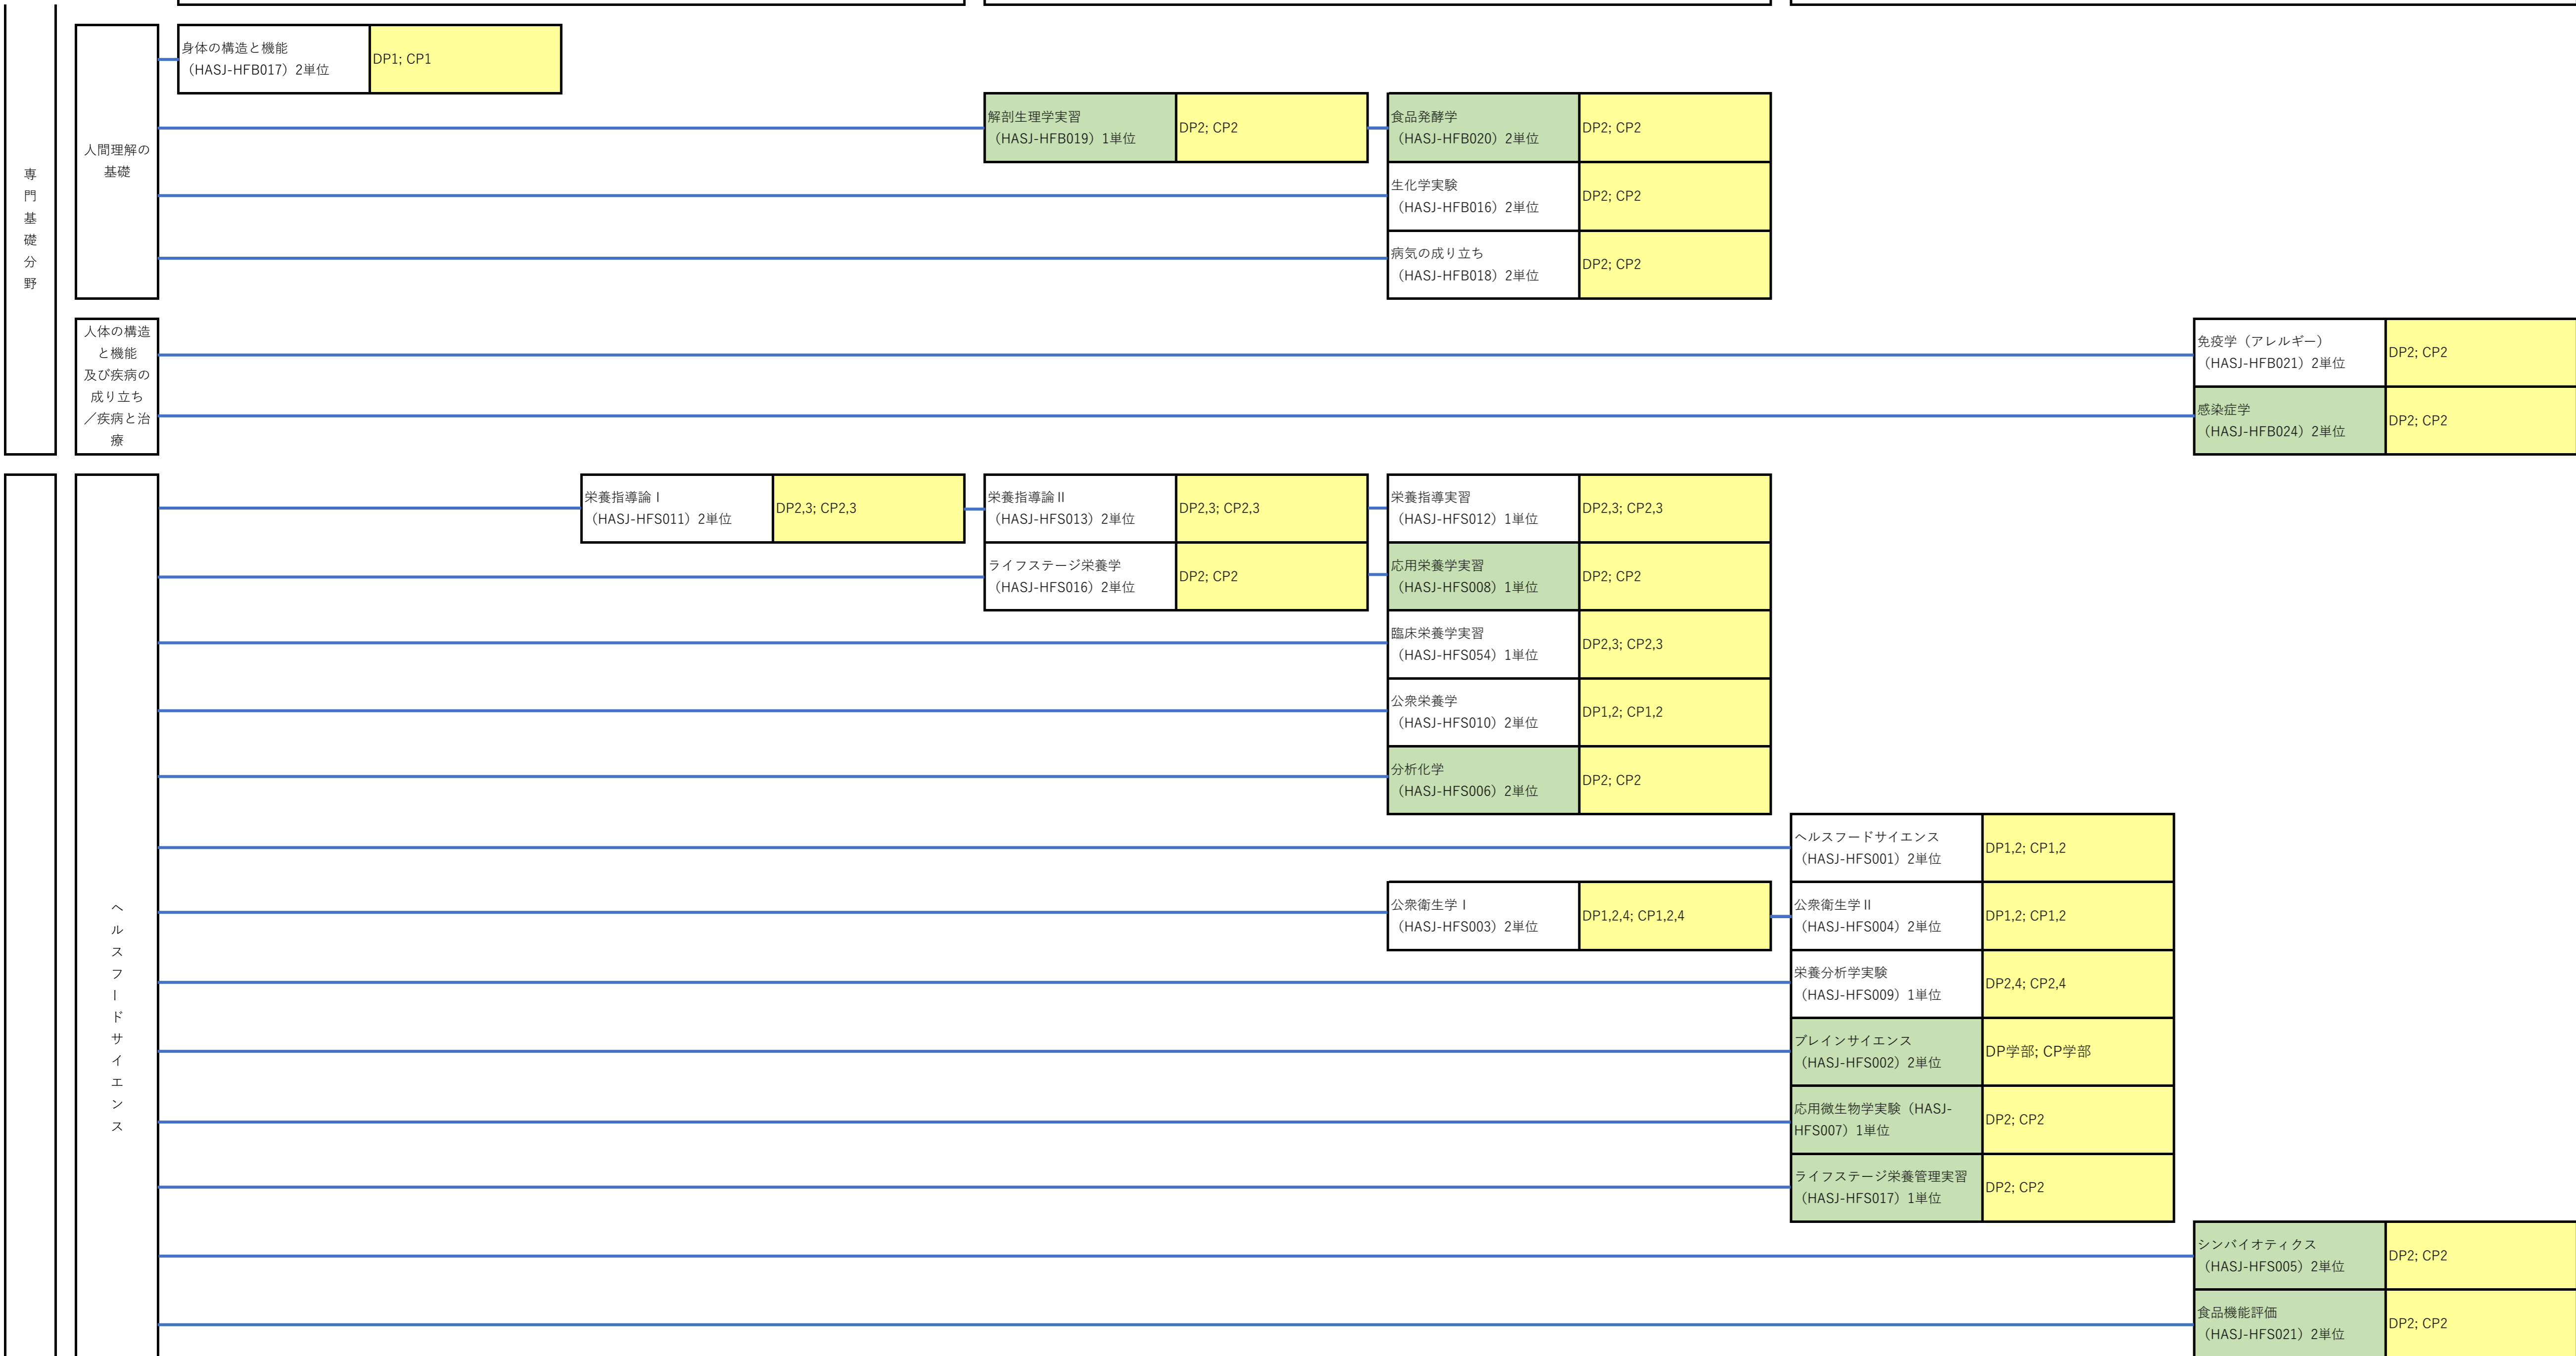 専
門
基
礎
分
野
人間理解の
基礎
身体の構造と機能
（HASJ-HFB017）2単位
DP1; CP1
解剖生理学実習
（HASJ-HFB019）1単位
DP2; CP2
食品発酵学
（HASJ-HFB020）2単位
DP2; CP2
生化学実験
（HASJ-HFB016）2単位
DP2; CP2
病気の成り立ち
（HASJ-HFB018）2単位
DP2; CP2
人体の構造
と機能
及び疾病の
成り立ち
／疾病と治
療
免疫学（アレルギー）
（HASJ-HFB021）2単位
DP2; CP2
感染症学
（HASJ-HFB024）2単位
DP2; CP2
ヘ
ル
ス
フ
ー
ド
サ
イ
エ
ン
ス
栄養指導論Ⅰ
（HASJ-HFS011）2単位
DP2,3; CP2,3
栄養指導論Ⅱ
（HASJ-HFS013）2単位
DP2,3; CP2,3
栄養指導実習
（HASJ-HFS012）1単位
DP2,3; CP2,3
ライフステージ栄養学
（HASJ-HFS016）2単位
DP2; CP2
応用栄養学実習
（HASJ-HFS008）1単位
DP2; CP2
臨床栄養学実習
（HASJ-HFS054）1単位
DP2,3; CP2,3
公衆栄養学
（HASJ-HFS010）2単位
DP1,2; CP1,2
分析化学
（HASJ-HFS006）2単位
DP2; CP2
ヘルスフードサイエンス
（HASJ-HFS001）2単位
DP1,2; CP1,2
公衆衛生学Ⅰ
（HASJ-HFS003）2単位
DP1,2,4; CP1,2,4
公衆衛生学Ⅱ
（HASJ-HFS004）2単位
DP1,2; CP1,2
栄養分析学実験
（HASJ-HFS009）1単位
DP2,4; CP2,4
ブレインサイエンス
（HASJ-HFS002）2単位
DP学部; CP学部
応用微生物学実験（HASJ-
HFS007）1単位
DP2; CP2
ライフステージ栄養管理実習
（HASJ-HFS017）1単位
DP2; CP2
シンバイオティクス
（HASJ-HFS005）2単位
DP2; CP2
食品機能評価
（HASJ-HFS021）2単位
DP2; CP2